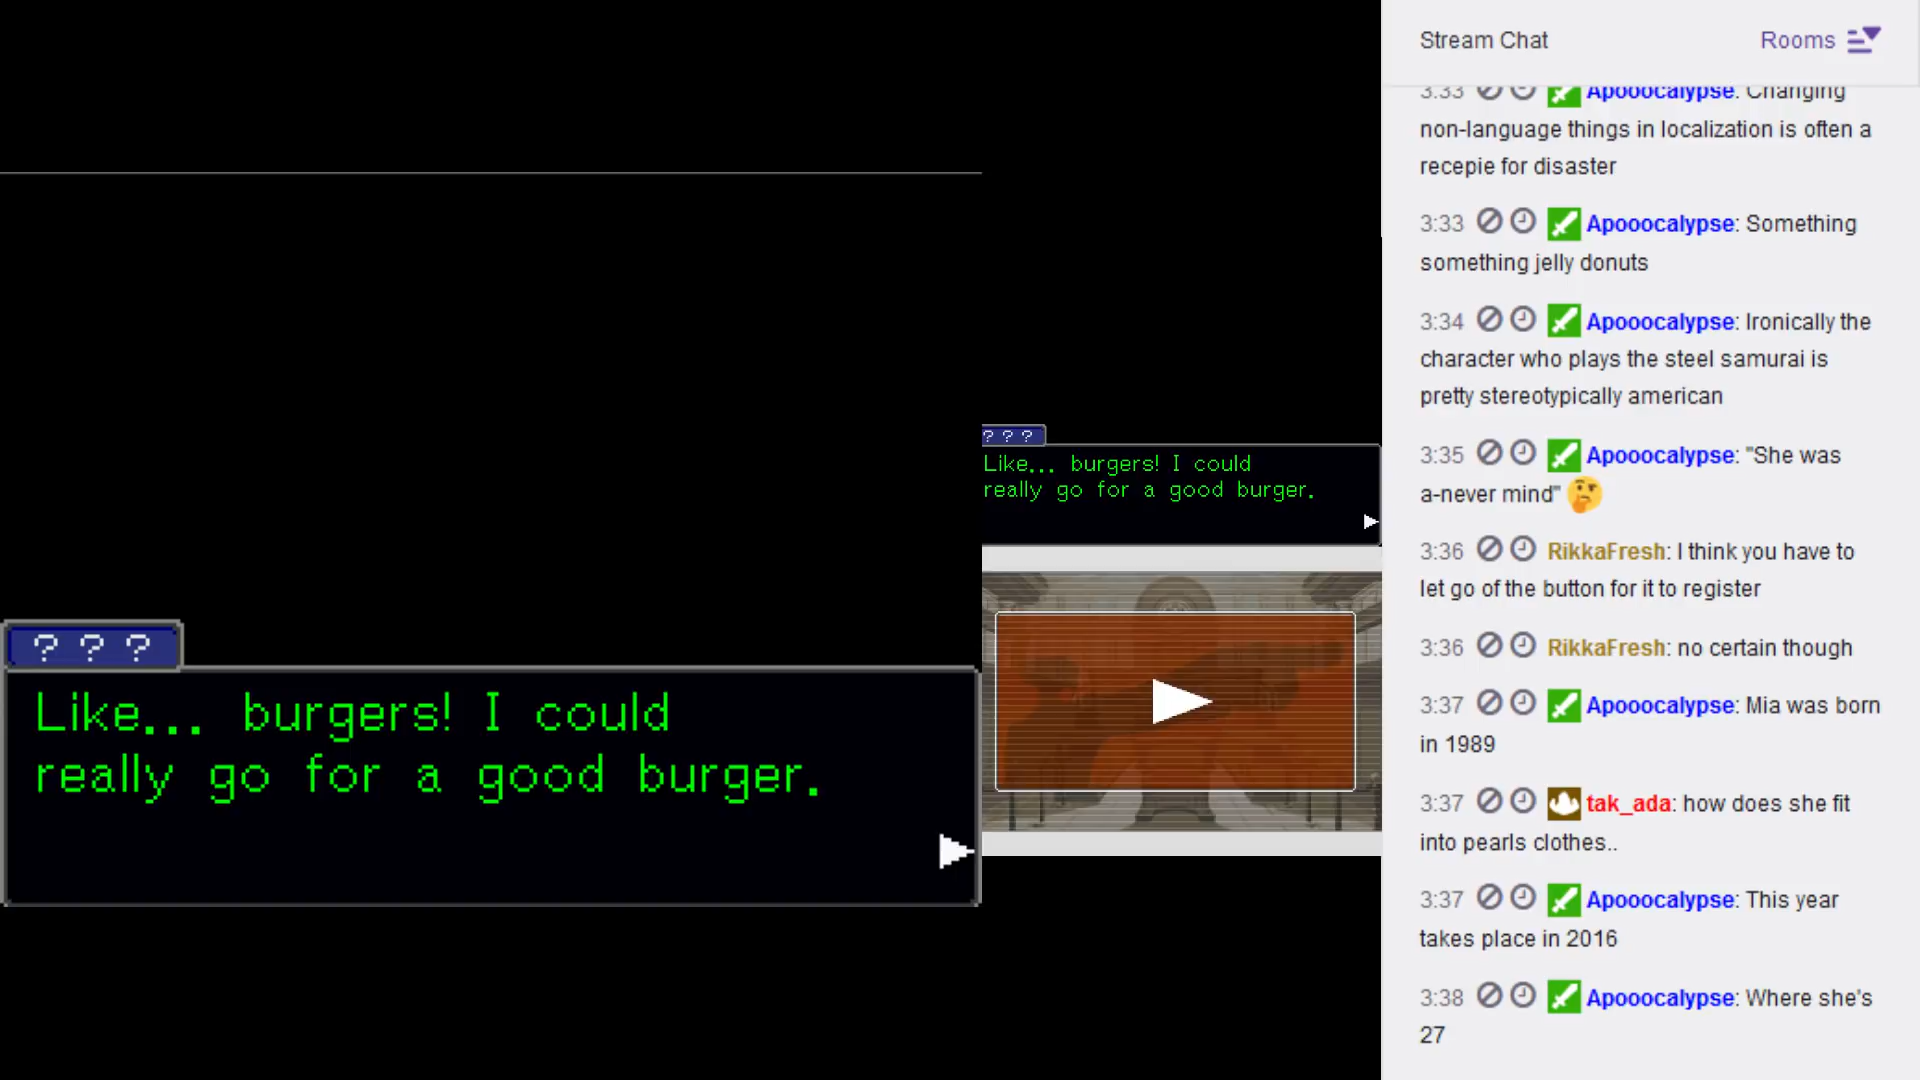 ? ? ?
Like... burgers! I could
really go for a good burger.
? ? ?
Like... burgers! I could
really go for a good burger.
Stream Chat
Rooms
3:33 Apooocalypse: Changing
non-language things in localization is often a
recepie for disaster
3:33 Apooocalypse: Something
something jelly donuts
3:34 Apooocalypse: Ironically the
character who plays the steel samurai is
pretty stereotypically american
3:35 Apooocalypse: "She was
a-never mind"
3:36 RikkaFresh: I think you have to
let go of the button for it to register
3:36 RikkaFresh: no certain though
3:37 Apooocalypse: Mia was born
in 1989
3:37 tak_ada: how does she fit
into pearls clothes..
3:37 Apooocalypse: This year
takes place in 2016
3:38 Apooocalypse: Where she's
27